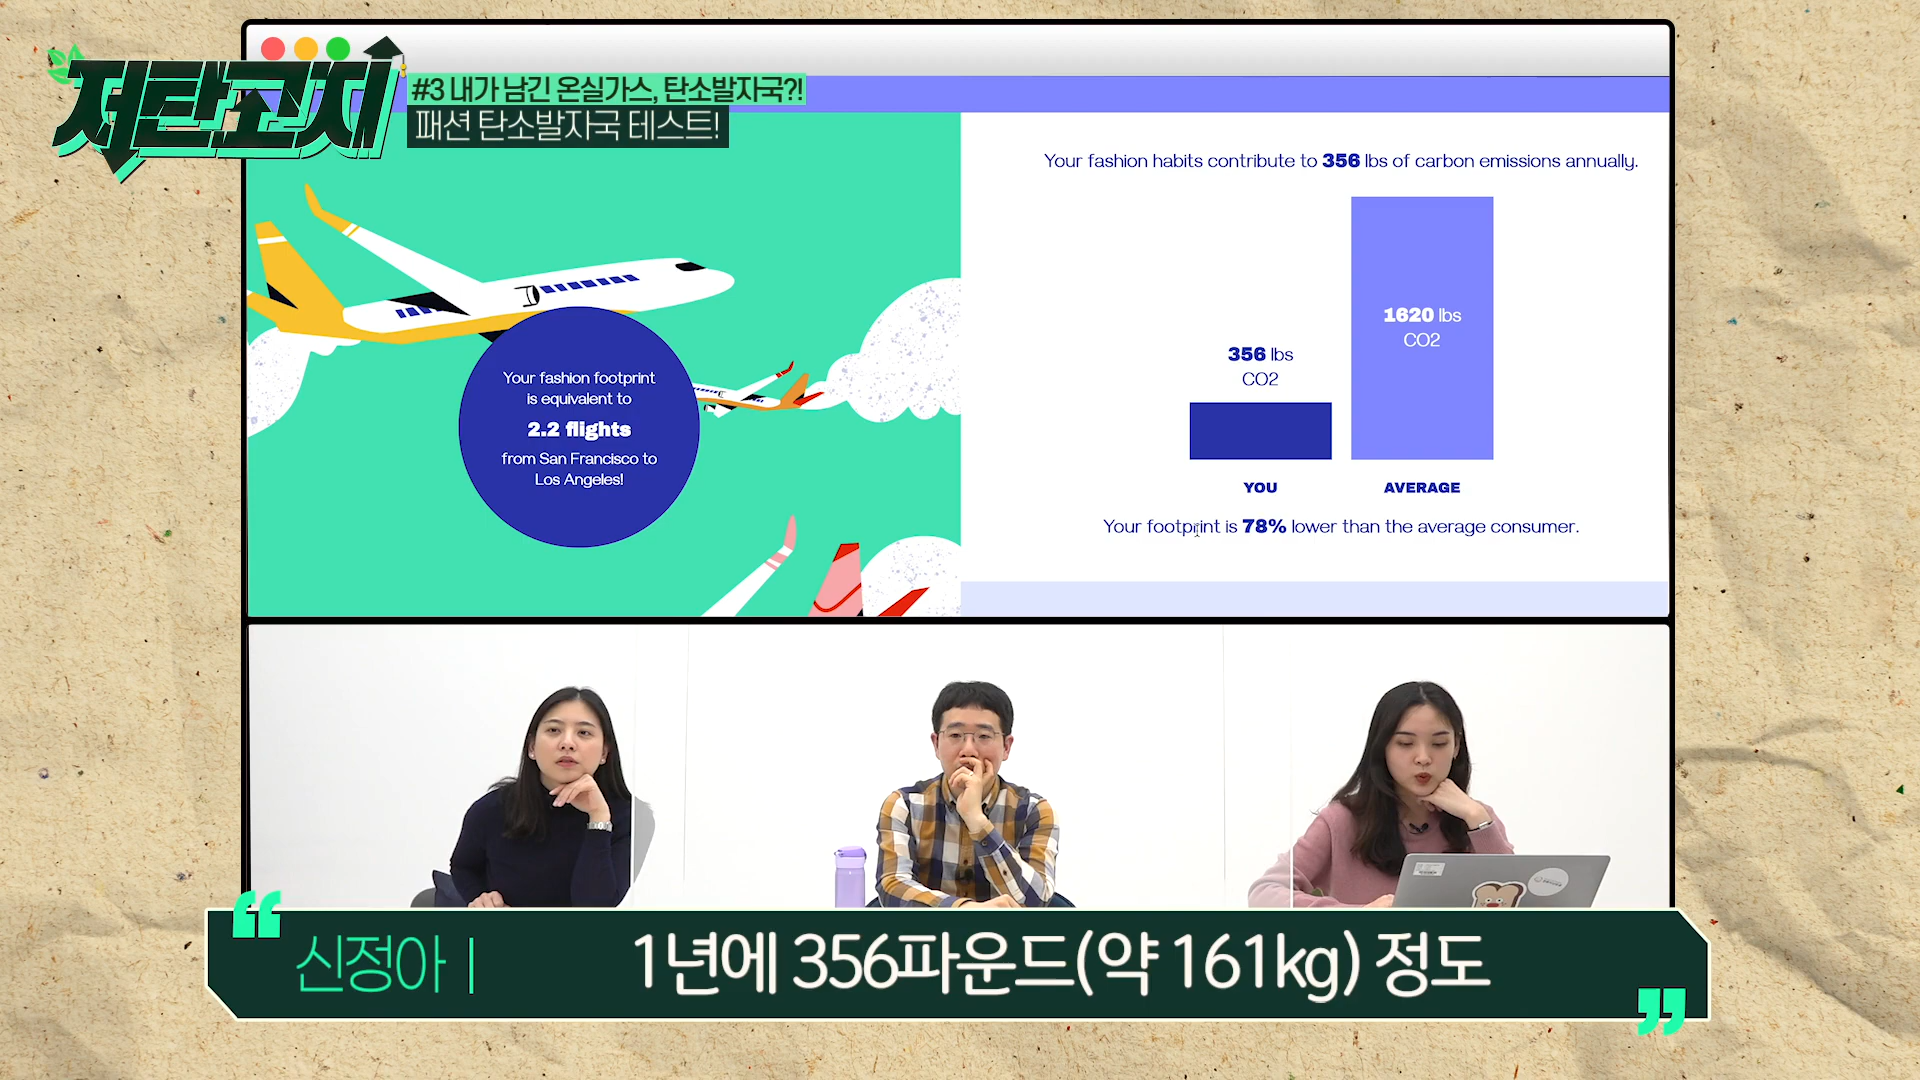 저탄고지
#3 내가 남긴 온실가스, 탄소발자국?!
패션 탄소발자국 테스트!
Your fashion footprint
is equivalent to
2.2 flights
from San Francisco to
Los Angeles!
Your fashion habits contribute to 356 lbs of carbon emissions annually.
356 lbs
CO2
1620 lbs
CO2
YOU
AVERAGE
Your footprint is 78% lower than the average consumer.
신정아 | 1년에 356파운드(약 161kg) 정도